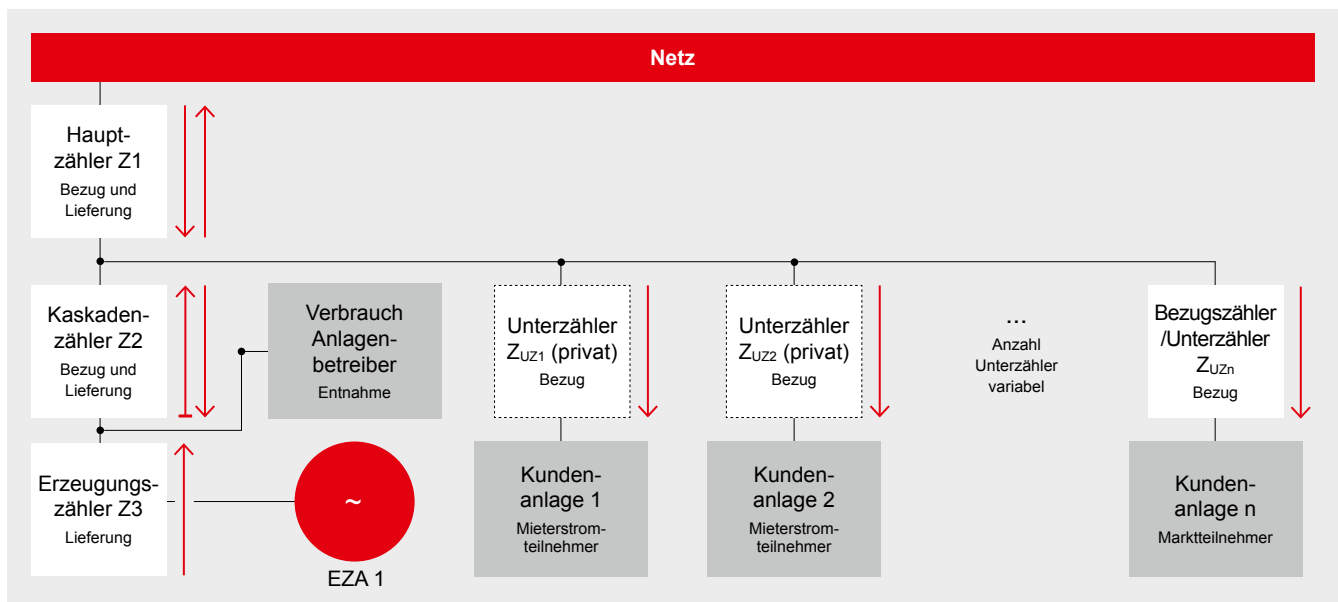 Netz
Haupt-
zähler Z1
Bezug und
Lieferung
Kaskaden-
zähler Z2
Bezug und
Lieferung
Verbrauch
Anlagen-
betreiber
Entnahme
Unterzähler
ZUZ1 (privat)
Bezug
Unterzähler
ZUZ2 (privat)
Bezug
...
Anzahl
Unterzähler
variabel
Bezugszähler
/Unterzähler
ZUZn
Bezug
Erzeugungs-
zähler Z3
Lieferung
~
EZA 1
Kunden-
anlage 1
Mieterstrom-
teilnehmer
Kunden-
anlage 2
Mieterstrom-
teilnehmer
Kunden-
anlage n
Marktteilnehmer